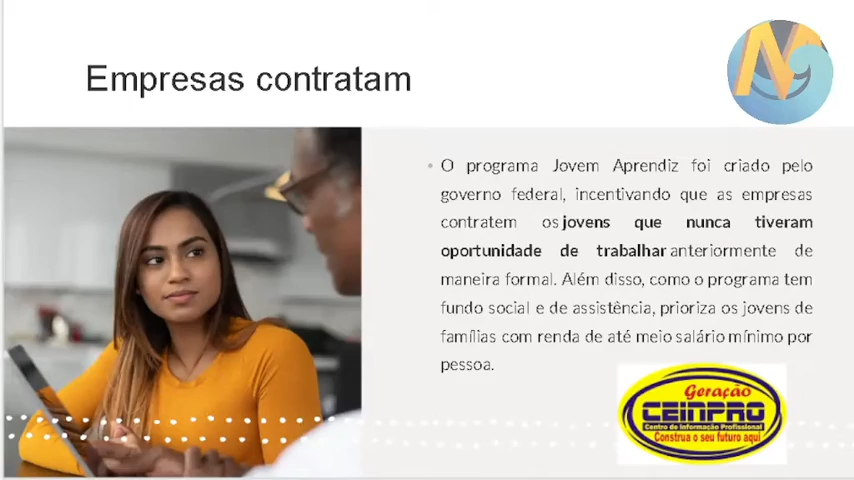 Empresas contratam
O programa Jovem Aprendiz foi criado pelo
governo federal, incentivando que as empresas
contratem os jovens que nunca tiveram
oportunidade de trabalhar anteriormente de
maneira formal. Além disso, como o programa tem
fundo social e de assistência, prioriza os jovens de
famílias com renda de até meio salário mínimo por
pessoa.
Geração
CEINPRO
Centro de Informação Profissional
Construa o seu futuro aqui